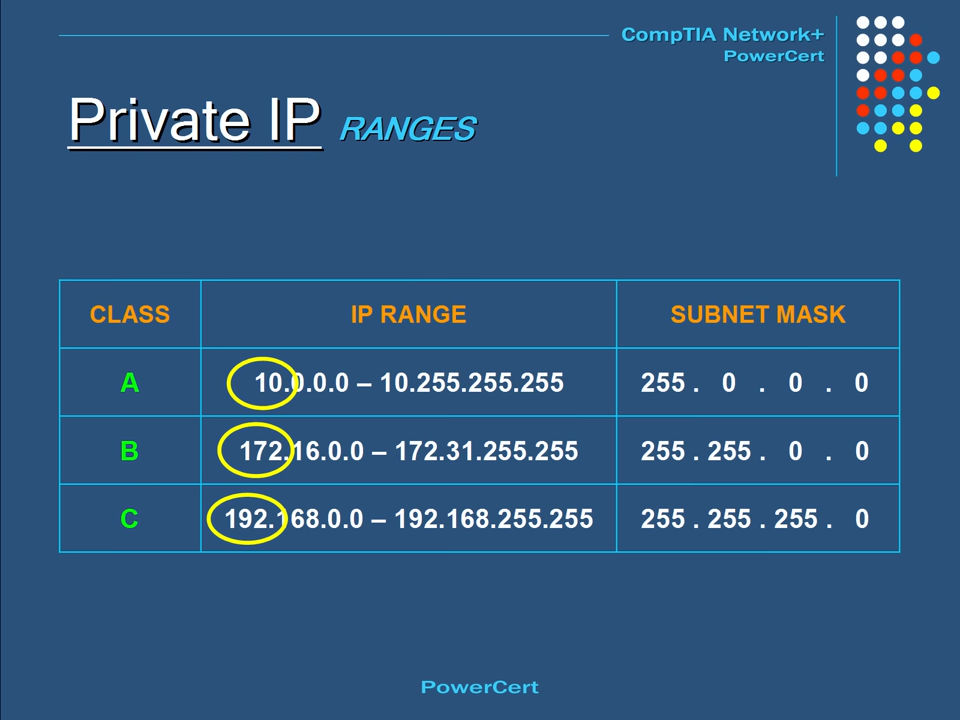 CompTIA Network+
PowerCert
Private IP RANGES
CLASS IP RANGE SUBNET MASK
A 10.0.0.0 – 10.255.255.255 255 . 0 . 0 . 0
B 172.16.0.0 – 172.31.255.255 255 . 255 . 0 . 0
C 192.168.0.0 – 192.168.255.255 255 . 255 . 255 . 0
PowerCert